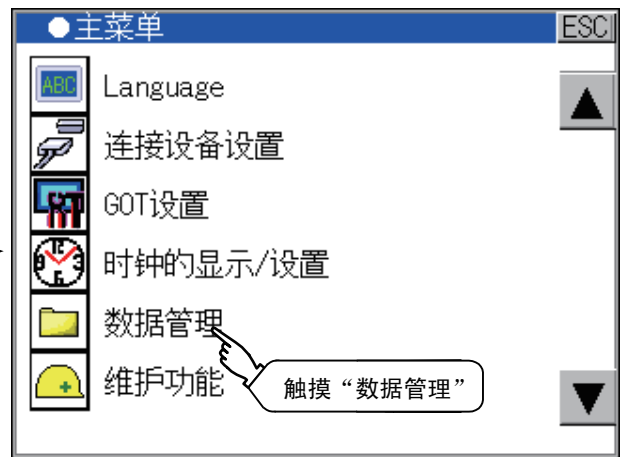 ●主菜单 ESC
ABC Language
连接设备设置
GOT设置
时钟的显示/设置
数据管理
维护功能
触摸“数据管理”